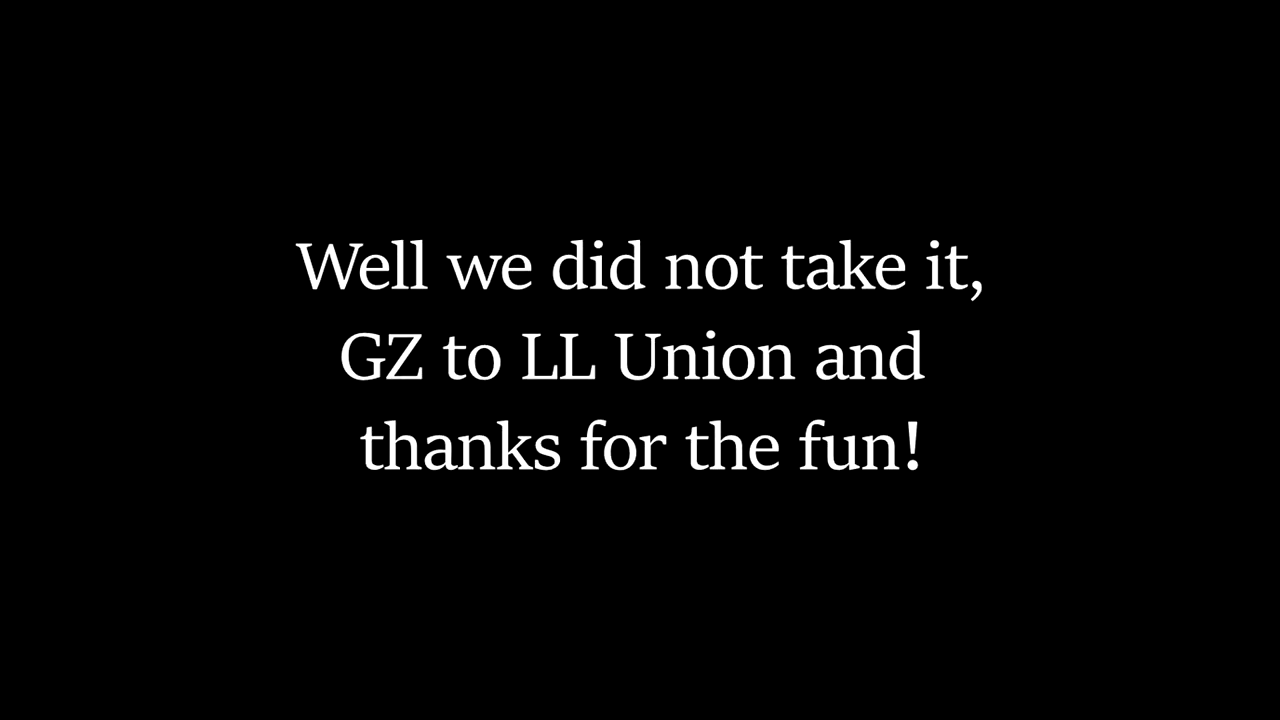 Well we did not take it,
GZ to LL Union and
thanks for the fun!